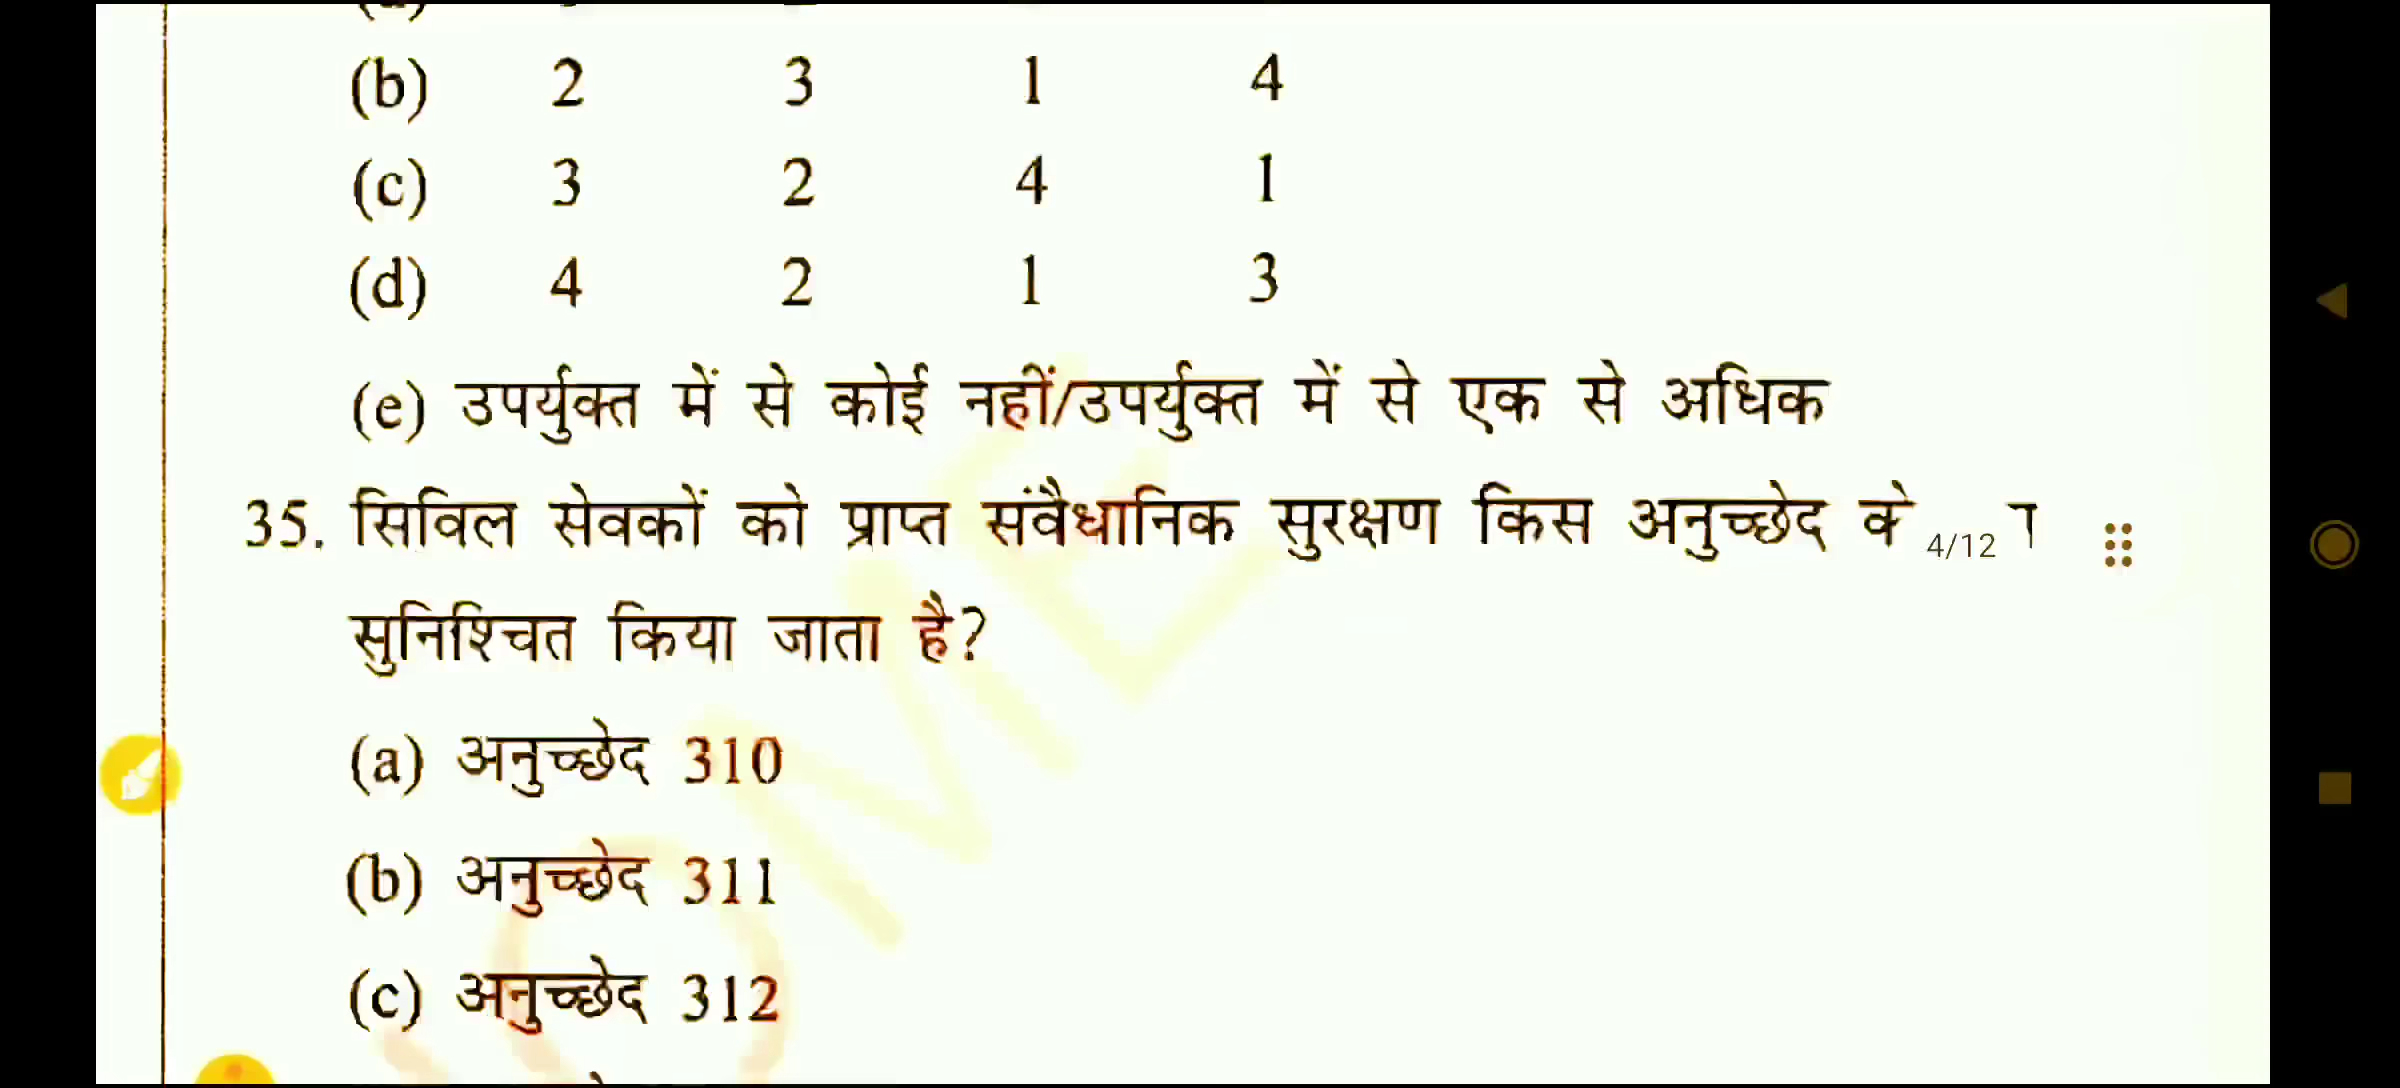 (b) 2 3 1 4
(c) 3 2 4 1
(d) 4 2 1 3
(e) उपर्युक्त में से कोई नहीं/उपर्युक्त में से एक से अधिक
35. सिविल सेवकों को प्राप्त संवैधानिक सुरक्षण किस अनुच्छेद के
4/12
सुनिश्चित किया जाता है?
(a) अनुच्छेद 310
(b) अनुच्छेद 311
(c) अनुच्छेद 312